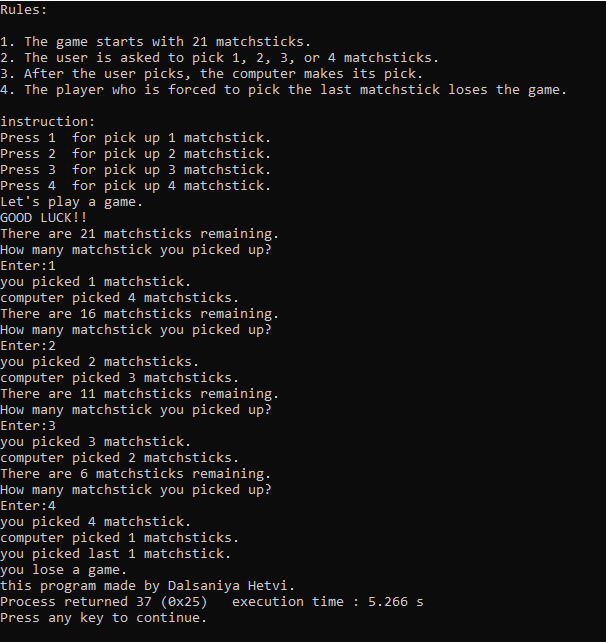 Rules:
1. The game starts with 21 matchsticks.
2. The user is asked to pick 1, 2, 3, or 4 matchsticks.
3. After the user picks, the computer makes its pick.
4. The player who is forced to pick the last matchstick loses the game.
instruction:
Press 1  for pick up 1 matchstick.
Press 2  for pick up 2 matchstick.
Press 3  for pick up 3 matchstick.
Press 4  for pick up 4 matchstick.
Let's play a game.
GOOD LUCK!!
There are 21 matchsticks remaining.
How many matchstick you picked up?
Enter:1
you picked 1 matchstick.
computer picked 4 matchsticks.
There are 16 matchsticks remaining.
How many matchstick you picked up?
Enter:2
you picked 2 matchsticks.
computer picked 3 matchsticks.
There are 11 matchsticks remaining.
How many matchstick you picked up?
Enter:3
you picked 3 matchstick.
computer picked 2 matchsticks.
There are 6 matchsticks remaining.
How many matchstick you picked up?
Enter:4
you picked 4 matchstick.
computer picked 1 matchsticks.
you picked last 1 matchstick.
you lose a game.
this program made by Dalsaniya Hetvi.
Process returned 37 (0x25)   execution time : 5.266 s
Press any key to continue.